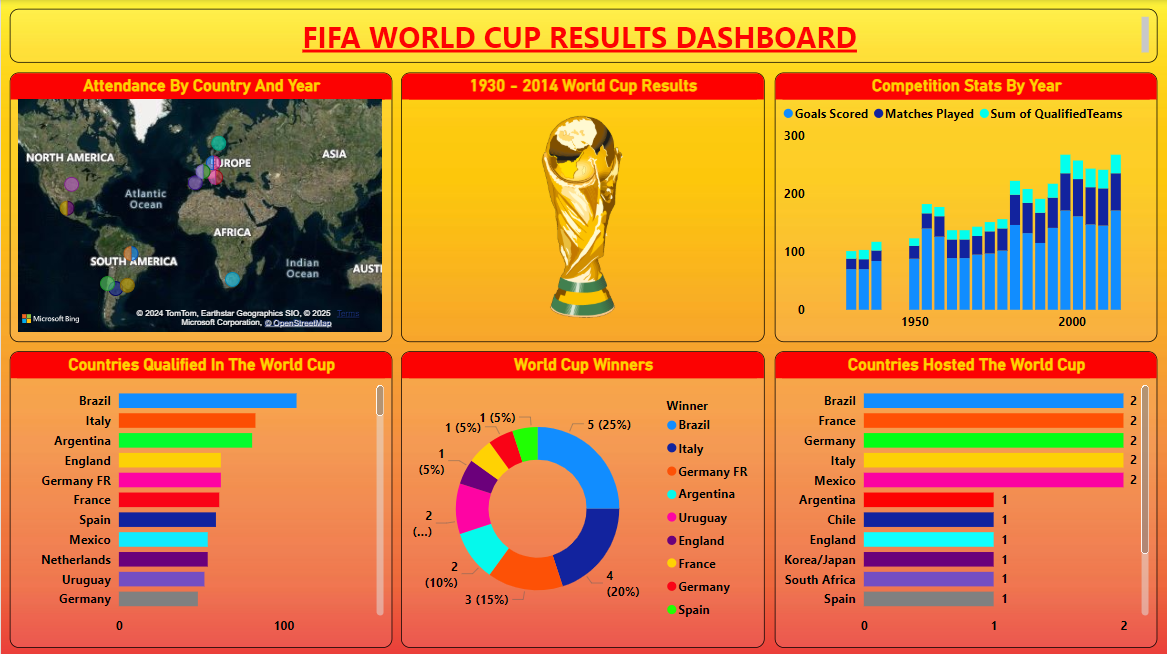 FIFA WORLD CUP RESULTS DASHBOARD
Attendance By Country And Year
NORTH AMERICA
EUROPE
ASIA
Atlantic
Ocean
AFRICA
SOUTH AMERICA
Indian
Ocean
AUSTI
Microsoft Bing
© 2024 TomTom, Earthstar Geographics SIO, © 2025
Terms
Microsoft Corporation, © OpenStreetMap
1930 - 2014 World Cup Results
Competition Stats By Year
Goals Scored Matches Played Sum of QualifiedTeams
300
200
100
0
1950 2000
Countries Qualified In The World Cup
Brazil
Italy
Argentina
England
Germany FR
France
Spain
Mexico
Netherlands
Uruguay
Germany
0 100
World Cup Winners
1 (5%)
1 (5%)
1
(5%)
2
(...)
2
(10%)
3 (15%)
4
(20%)
5 (25%)
Winner
Brazil
Italy
Germany FR
Argentina
Uruguay
England
France
Germany
Spain
Countries Hosted The World Cup
Brazil 2
France 2
Germany 2
Italy 2
Mexico 2
Argentina 1
Chile 1
England 1
Korea/Japan 1
South Africa 1
Spain 1
0 1 2